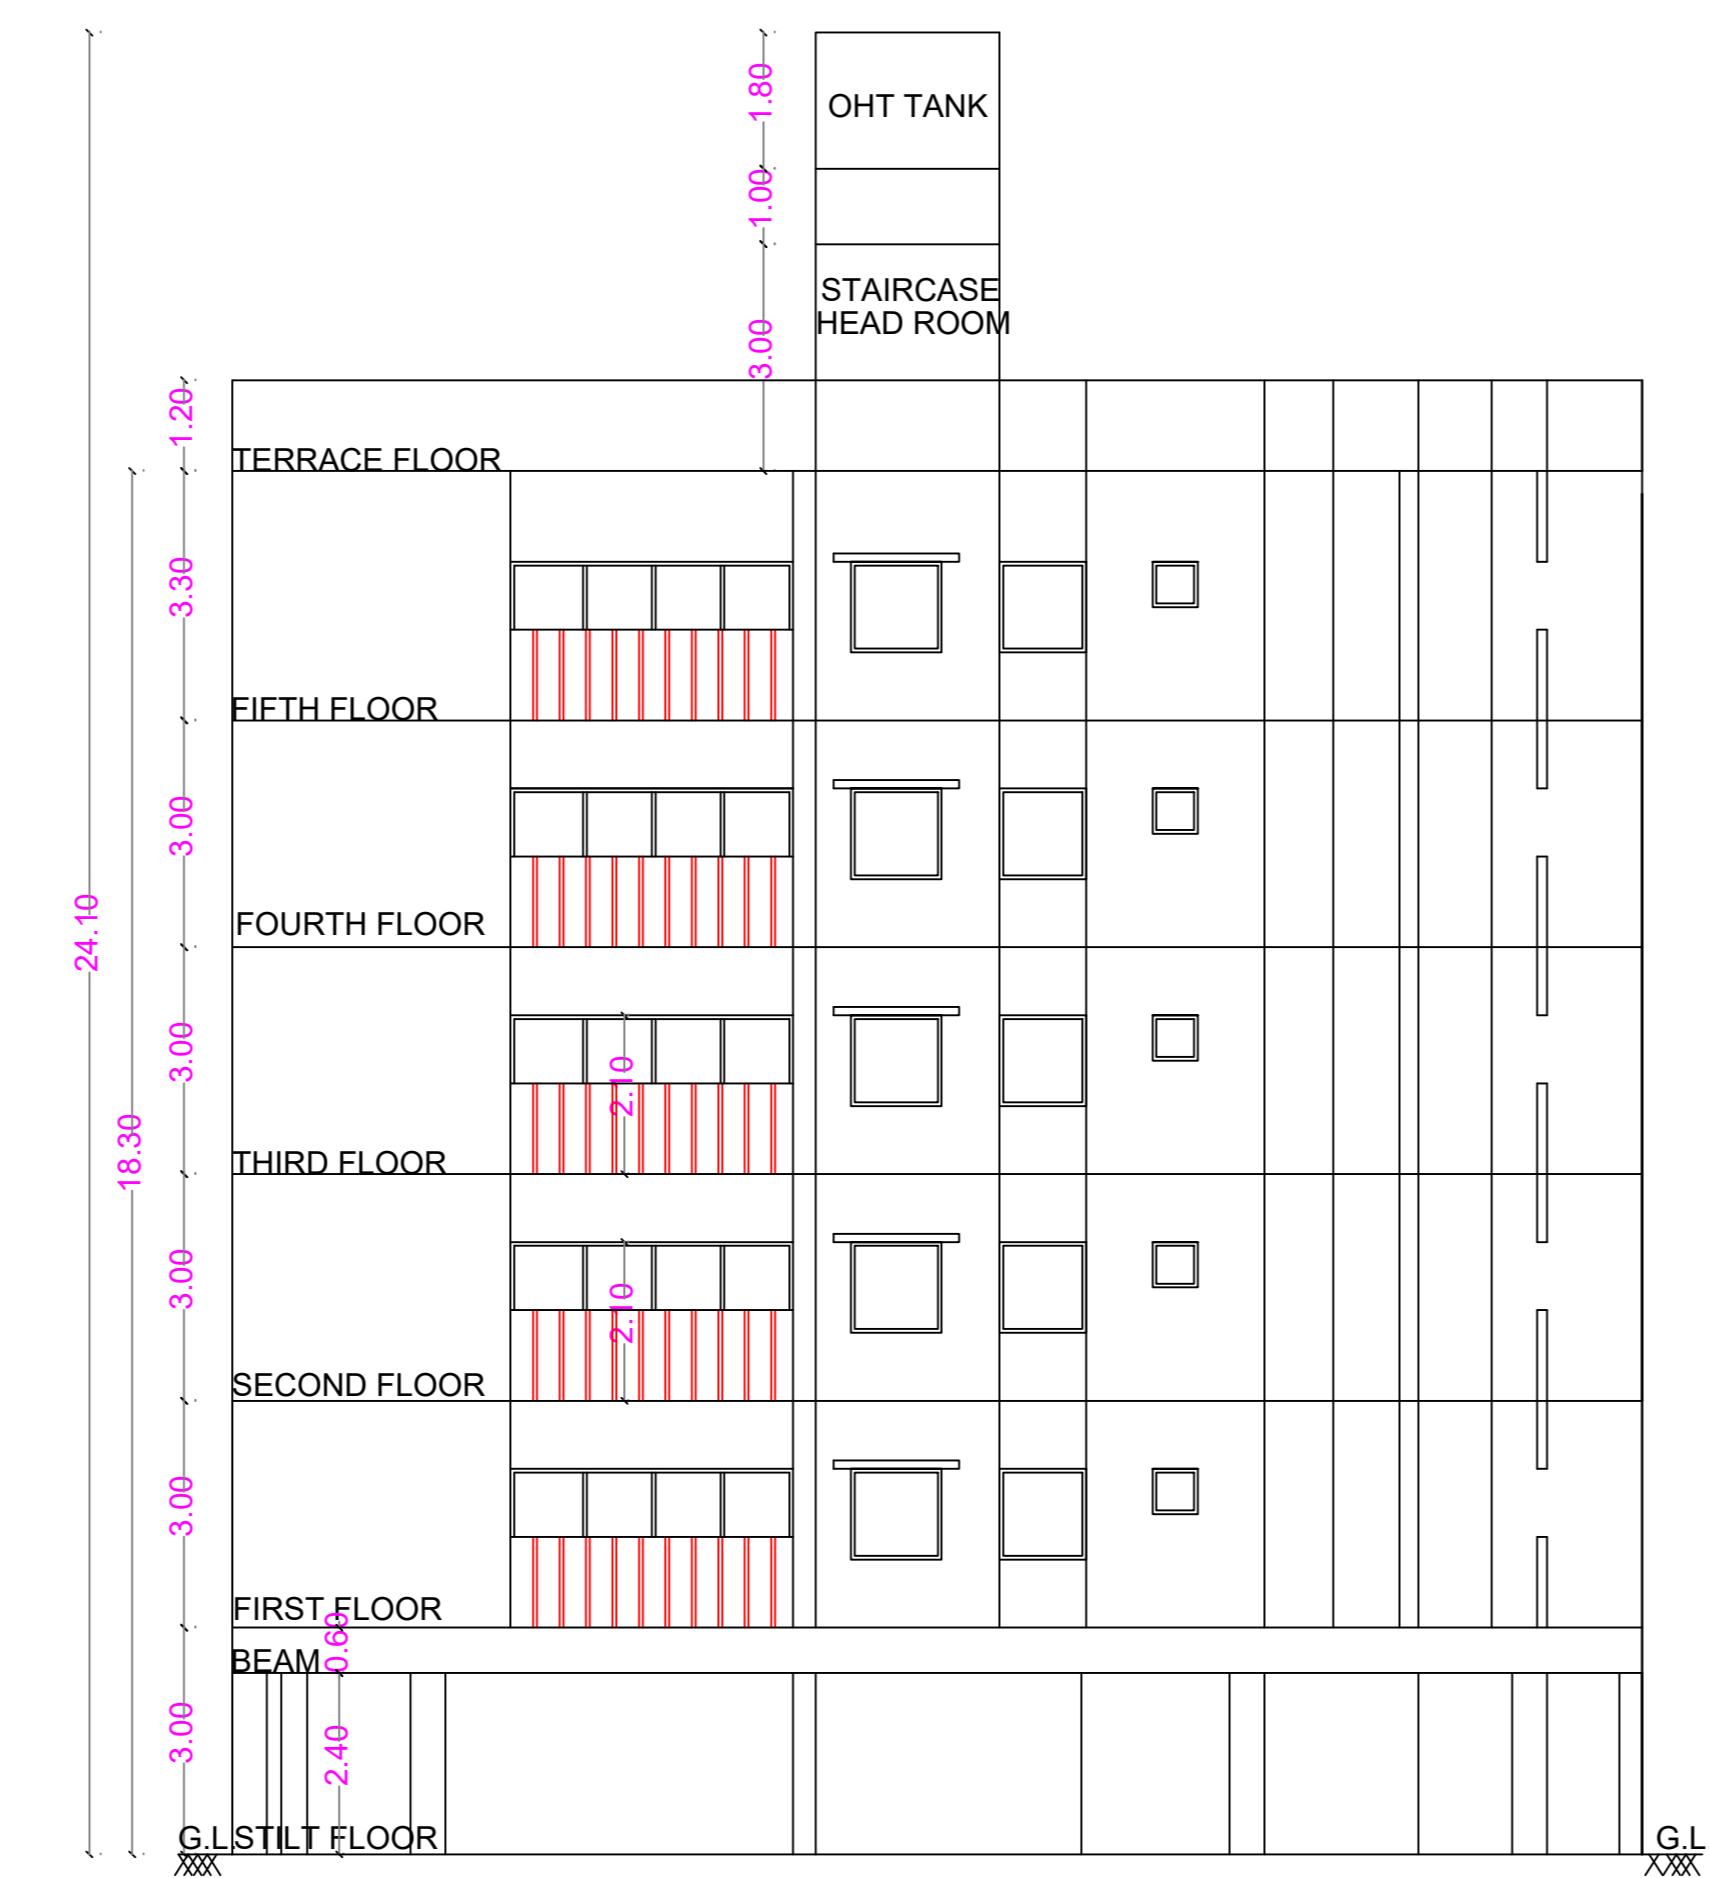 OHT TANK
1.80
1.00
STAIRCASE
HEAD ROOM
3.00
1.20
TERRACE FLOOR
3.30
FIFTH FLOOR
3.00
FOURTH FLOOR
24.10
3.00
2.10
18.30
THIRD FLOOR
3.00
2.10
SECOND FLOOR
3.00
FIRST FLOOR
0.60
BEAM
3.00
2.40
G.L.
STILT FLOOR
G.L